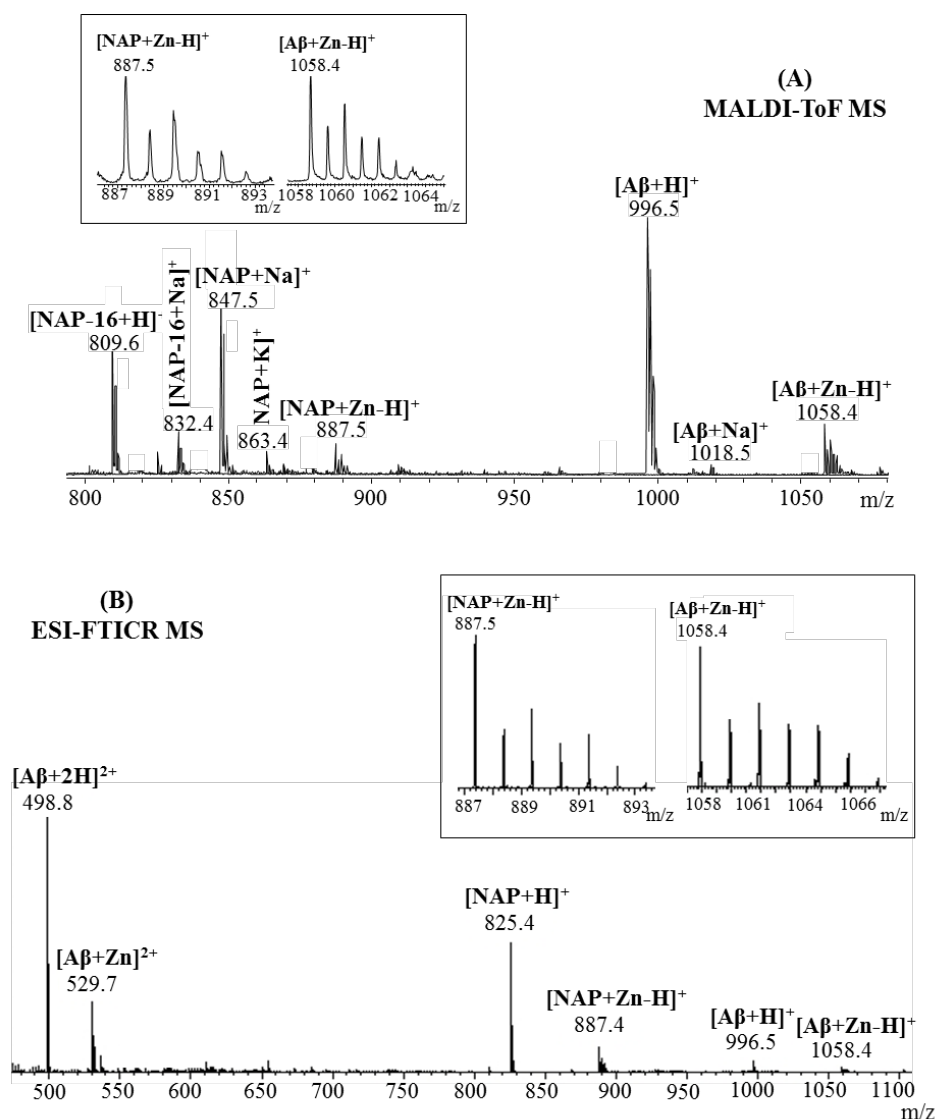 [NAP+Zn-H]⁺
887.5
[Aβ+Zn-H]⁺
1058.4
887 889 891 893
m/z
1058 1060 1062 1064
m/z
(A)
MALDI-ToF MS
[NAP-16+H]⁺
809.6
[NAP-16+Na]⁺
832.4
[NAP+Na]⁺
847.5
NAP+K]⁺
863.4
[NAP+Zn-H]⁺
887.5
[Aβ+H]⁺
996.5
[Aβ+Na]⁺
1018.5
[Aβ+Zn-H]⁺
1058.4
800 850 900 950 1000 1050 m/z
(B)
ESI-FTICR MS
[NAP+Zn-H]⁺
887.5
[Aβ+Zn-H]⁺
1058.4
887 889 891 893
m/z
1058 1061 1064 1066
m/z
[Aβ+2H]²⁺
498.8
[Aβ+Zn]²⁺
529.7
[NAP+H]⁺
825.4
[NAP+Zn-H]⁺
887.4
[Aβ+H]⁺
996.5
[Aβ+Zn-H]⁺
1058.4
500 550 600 650 700 750 800 850 900 950 1000 1050 1100
m/z